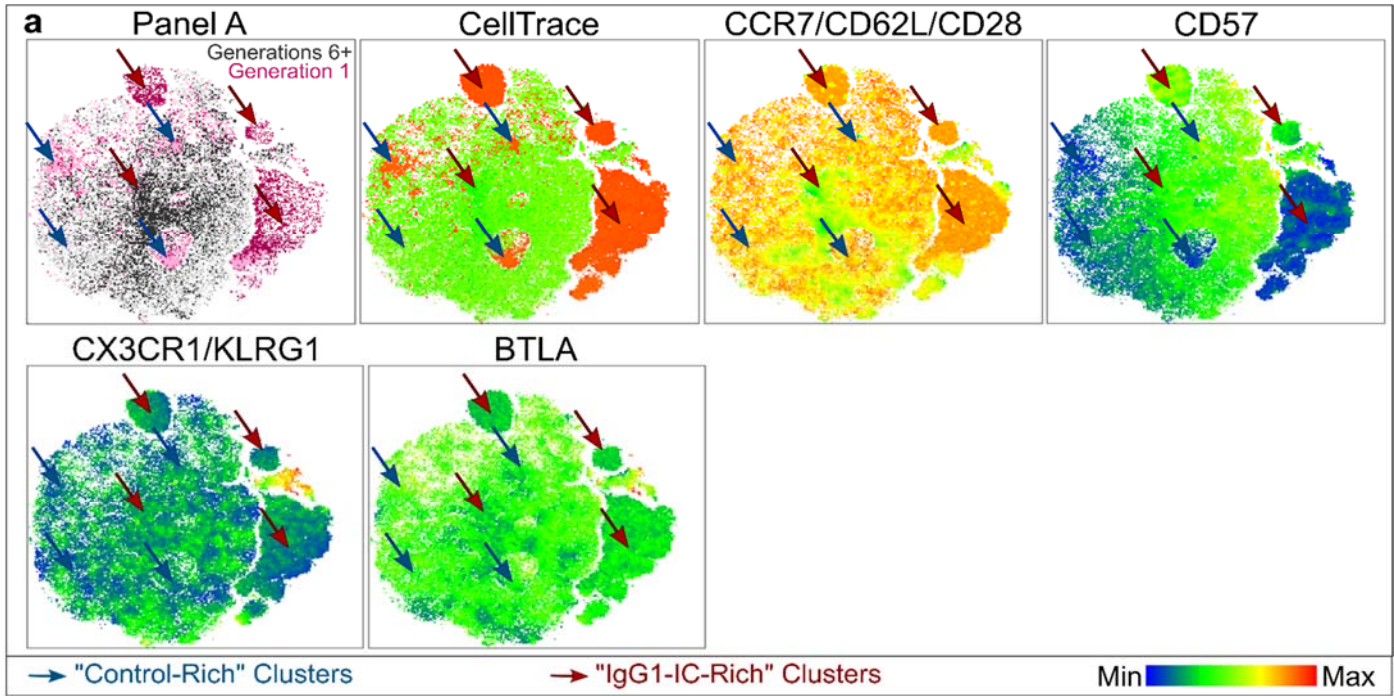 a
Panel A
CellTrace
CCR7/CD62L/CD28
CD57
Generations 6+
Generation 1
CX3CR1/KLRG1
BTLA
"Control-Rich" Clusters
"IgG1-IC-Rich" Clusters
Min
Max